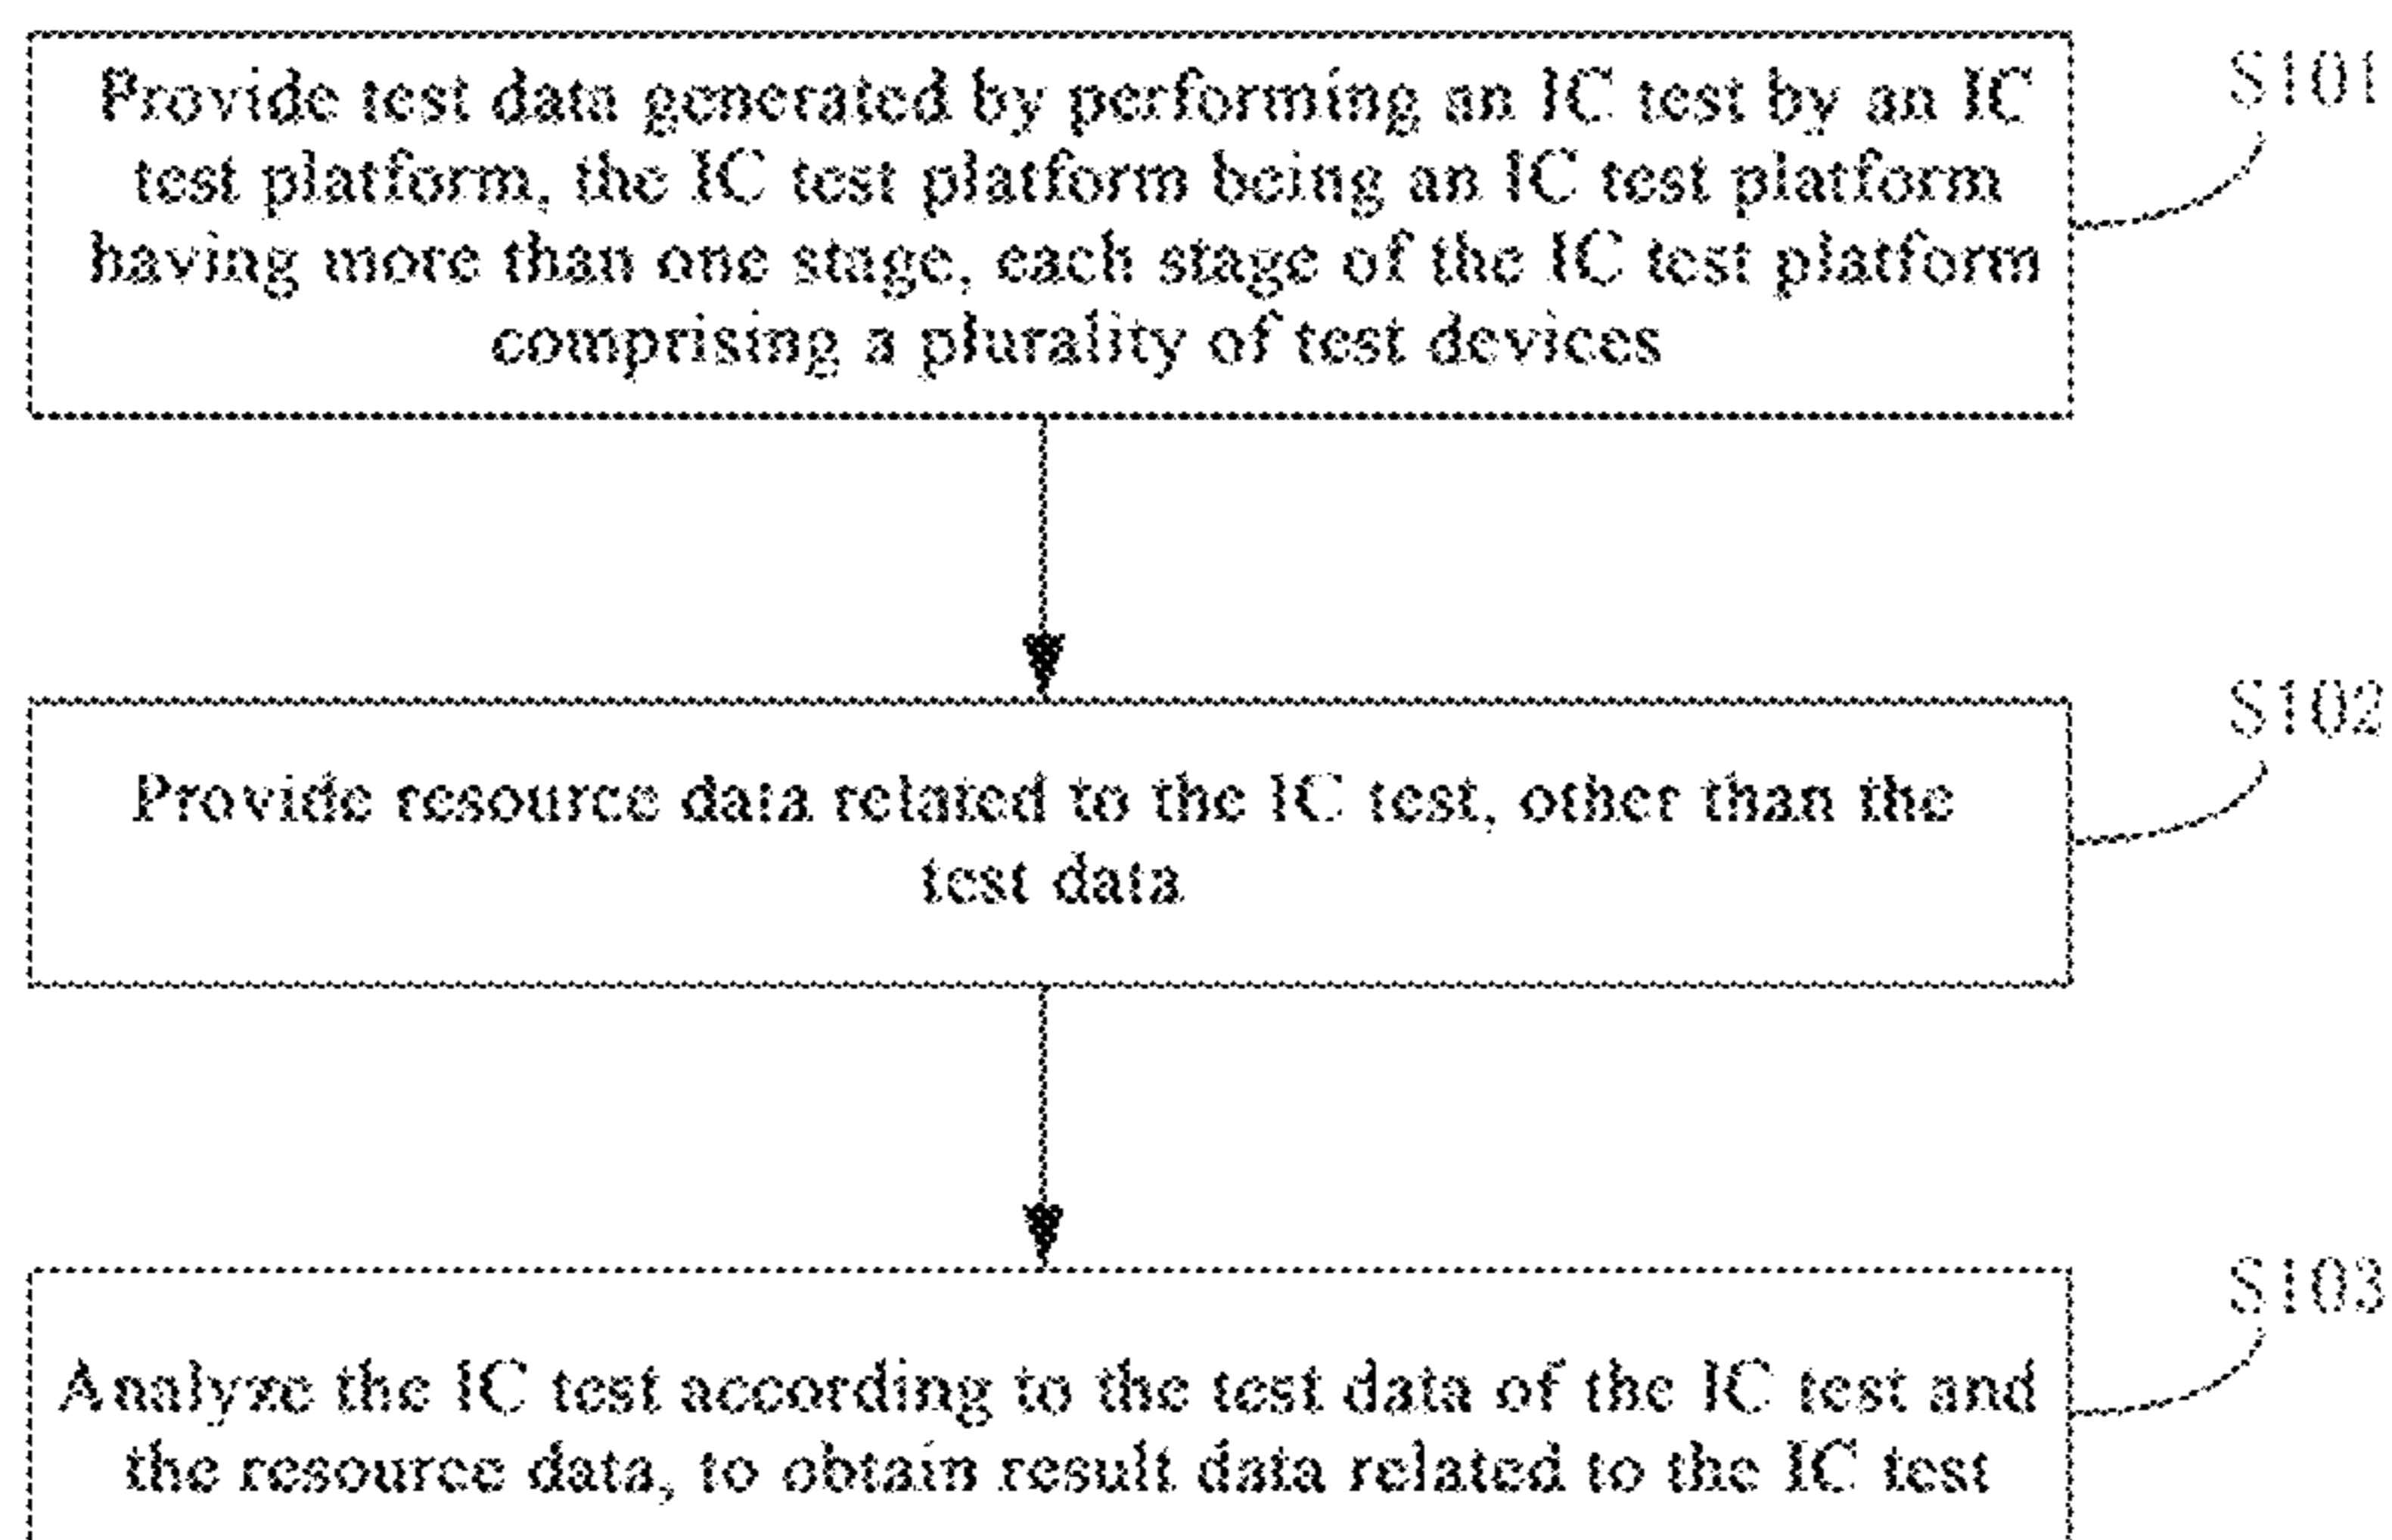 Provide test data generated by performing an IC test by an IC
test platform, the IC test platform being an IC test platform
having more than one stage, each stage of the IC test platform
comprising a plurality of test devices
S101
Provide resource data related to the IC test, other than the
test data
S102
Analyze the IC test according to the test data of the IC test and
the resource data, to obtain result data related to the IC test
S103